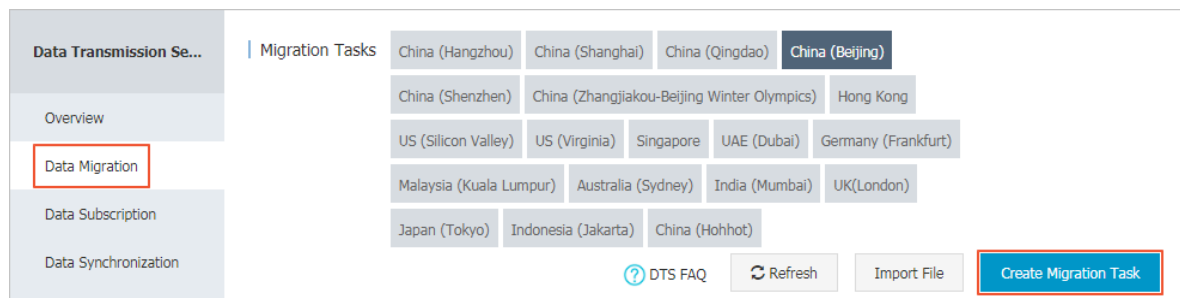 Data Transmission Se...
Overview
Data Migration
Data Subscription
Data Synchronization
Migration Tasks China (Hangzhou) China (Shanghai) China (Qingdao) China (Beijing)
China (Shenzhen) China (Zhangjiakou-Beijing Winter Olympics) Hong Kong
US (Silicon Valley) US (Virginia) Singapore UAE (Dubai) Germany (Frankfurt)
Malaysia (Kuala Lumpur) Australia (Sydney) India (Mumbai) UK(London)
Japan (Tokyo) Indonesia (Jakarta) China (Hohhot)
? DTS FAQ Refresh Import File Create Migration Task